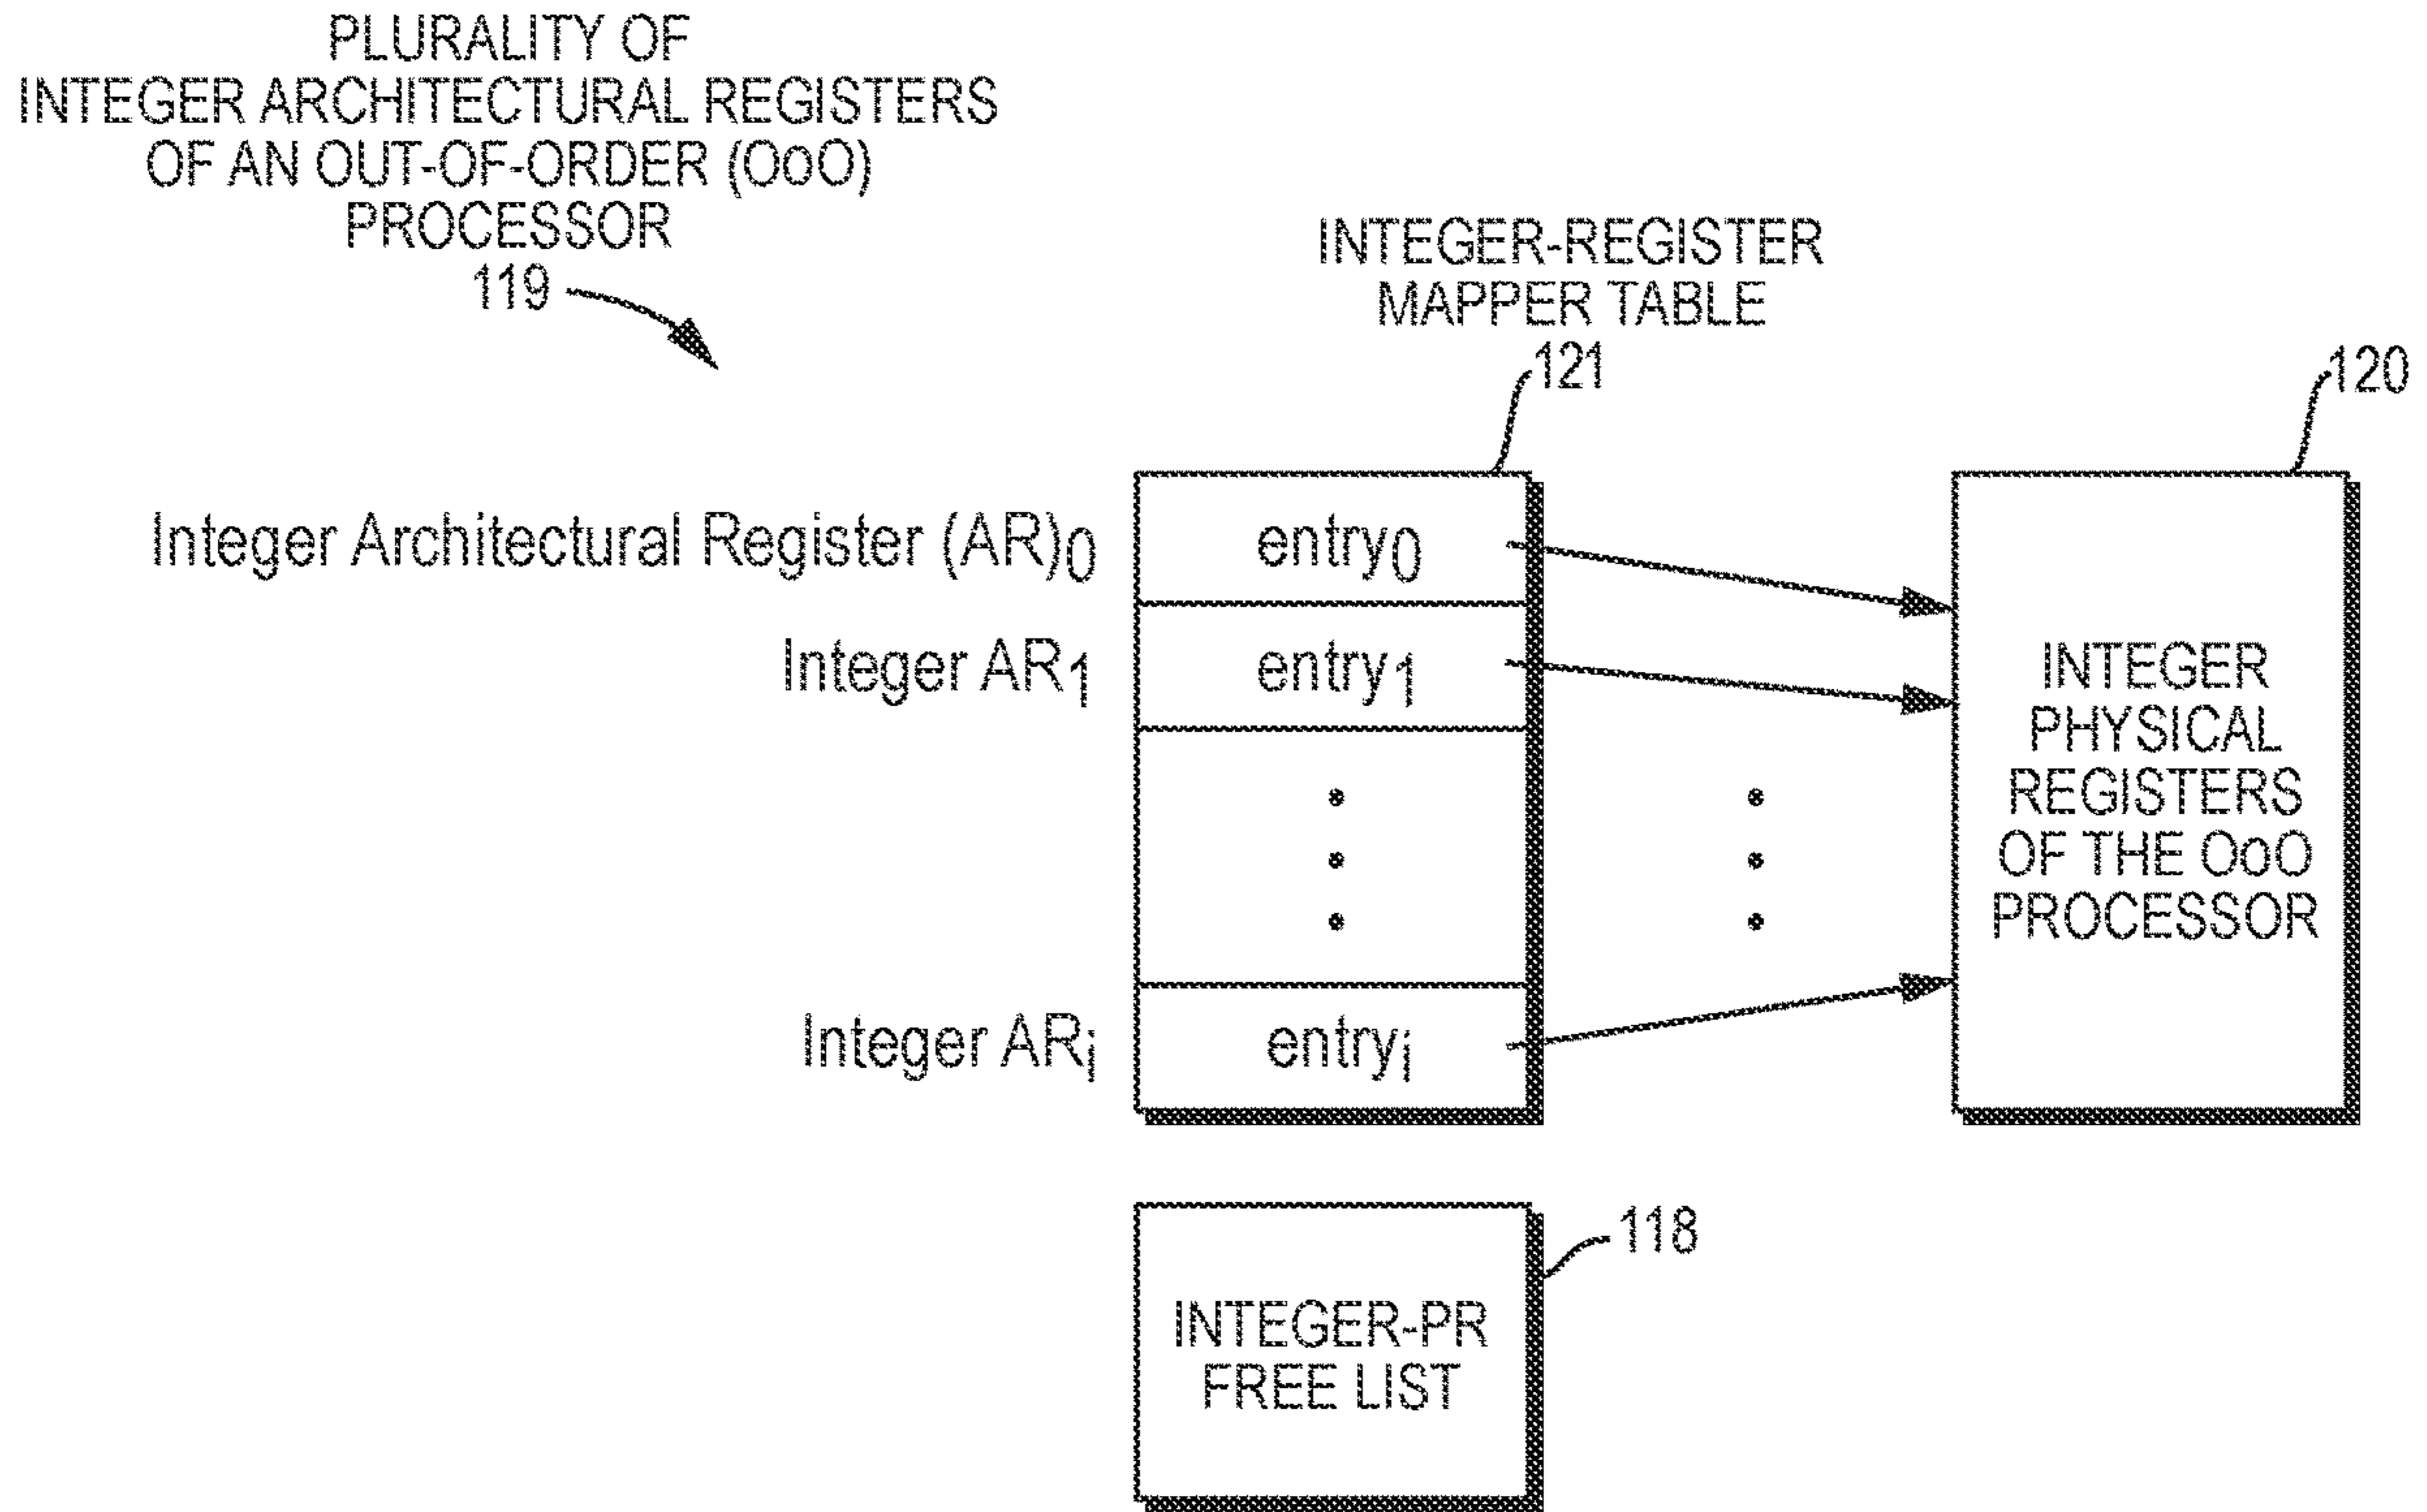 PLURALITY OF
INTEGER ARCHITECTURAL REGISTERS
OF AN OUT-OF-ORDER (OoO)
PROCESSOR
119
INTEGER-REGISTER
MAPPER TABLE
121
120
Integer Architectural Register (AR)0
entry0
Integer AR1
entry1
INTEGER
PHYSICAL
REGISTERS
OF THE OoO
PROCESSOR
Integer ARi
entryi
118
INTEGER-PR
FREE LIST